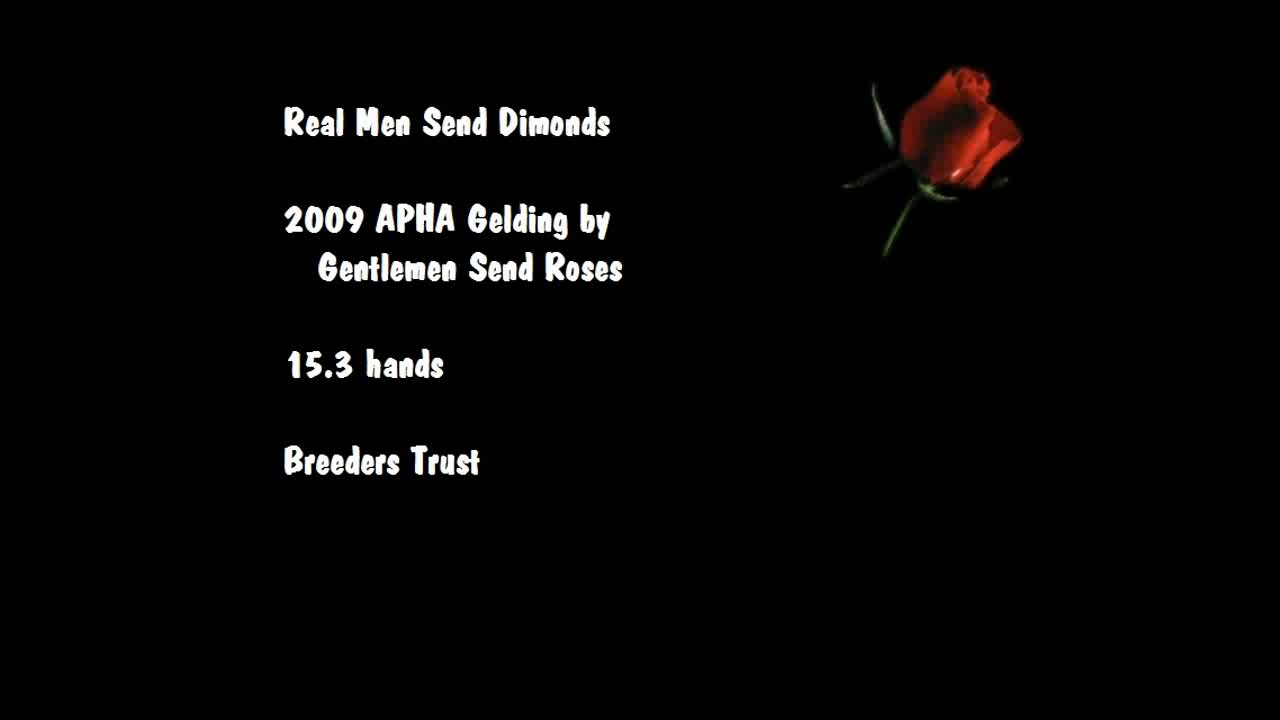 Real Men Send Dimonds
2009 APHA Gelding by
Gentlemen Send Roses
15.3 hands
Breeders Trust